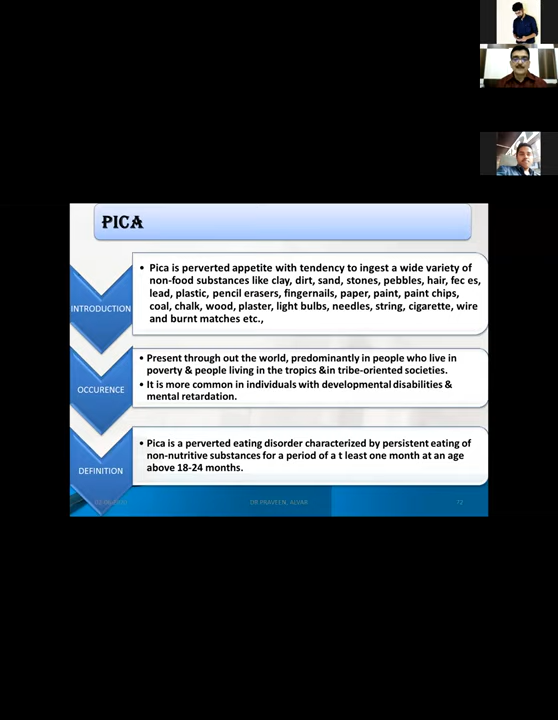 PICA
INTRODUCTION
• Pica is perverted appetite with tendency to ingest a wide variety of
non-food substances like clay, dirt, sand, stones, pebbles, hair, fec es,
lead, plastic, pencil erasers, fingernails, paper, paint, paint chips,
coal, chalk, wood, plaster, light bulbs, needles, string, cigarette, wire
and burnt matches etc.,
OCCURENCE
• Present through out the world, predominantly in people who live in
poverty & people living in the tropics &in tribe-oriented societies.
• It is more common in individuals with developmental disabilities &
mental retardation.
DEFINITION
• Pica is a perverted eating disorder characterized by persistent eating of
non-nutritive substances for a period of a t least one month at an age
above 18-24 months.
DR PRAVEEN, ALVAR
72